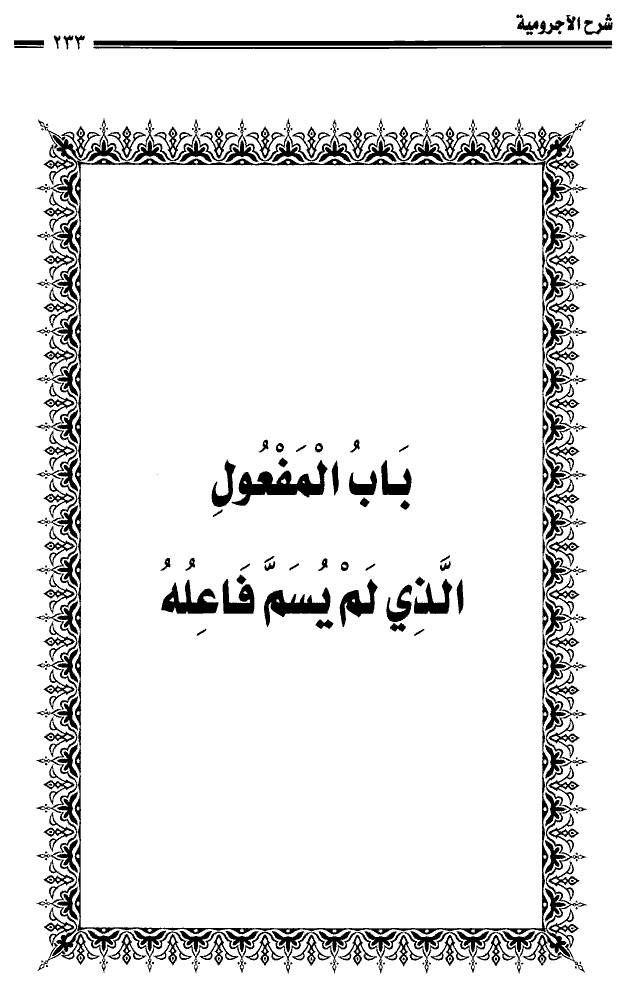 شرح الآجرومية
٢٣٣
بَابُ الْمَفْعُولِ
الَّذِي لَمْ يُسَمَّ فَاعِلُهُ